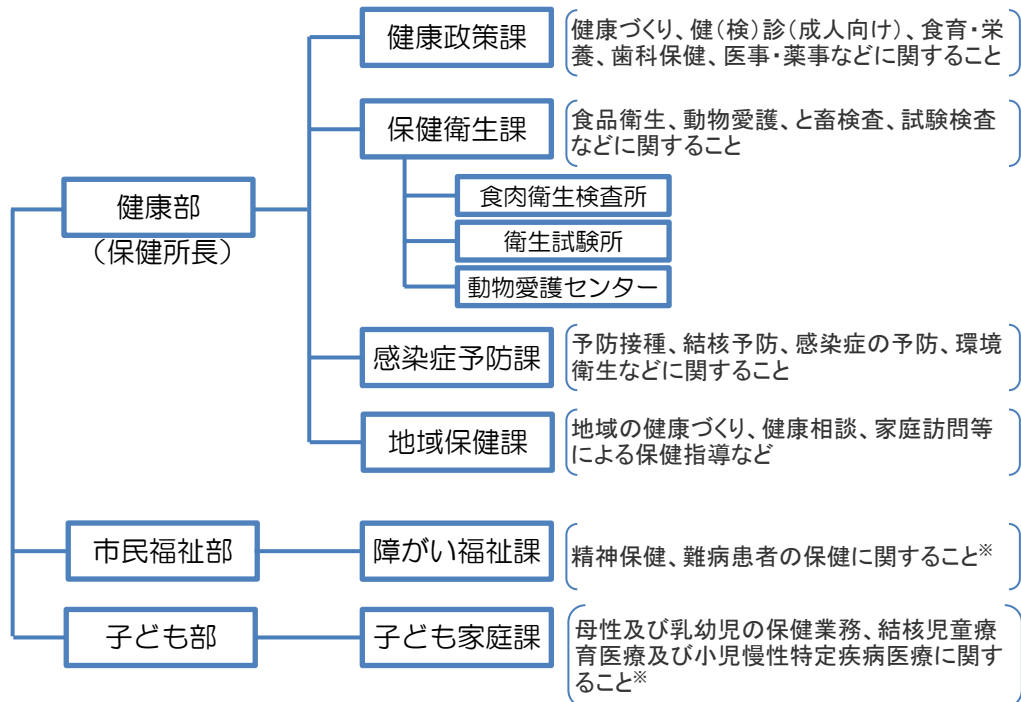 健康政策課
健康づくり、健(検)診(成人向け)、食育・栄
養、歯科保健、医事・薬事などに関すること
保健衛生課
食品衛生、動物愛護、と畜検査、試験検査
などに関すること
食肉衛生検査所
健康部
(保健所長)
衛生試験所
動物愛護センター
感染症予防課
予防接種、結核予防、感染症の予防、環境
衛生などに関すること
地域保健課
地域の健康づくり、健康相談、家庭訪問等
による保健指導など
市民福祉部
障がい福祉課
精神保健、難病患者の保健に関すること※
子ども部
子ども家庭課
母性及び乳幼児の保健業務、結核児童療
育医療及び小児慢性特定疾病医療に関す
ること※